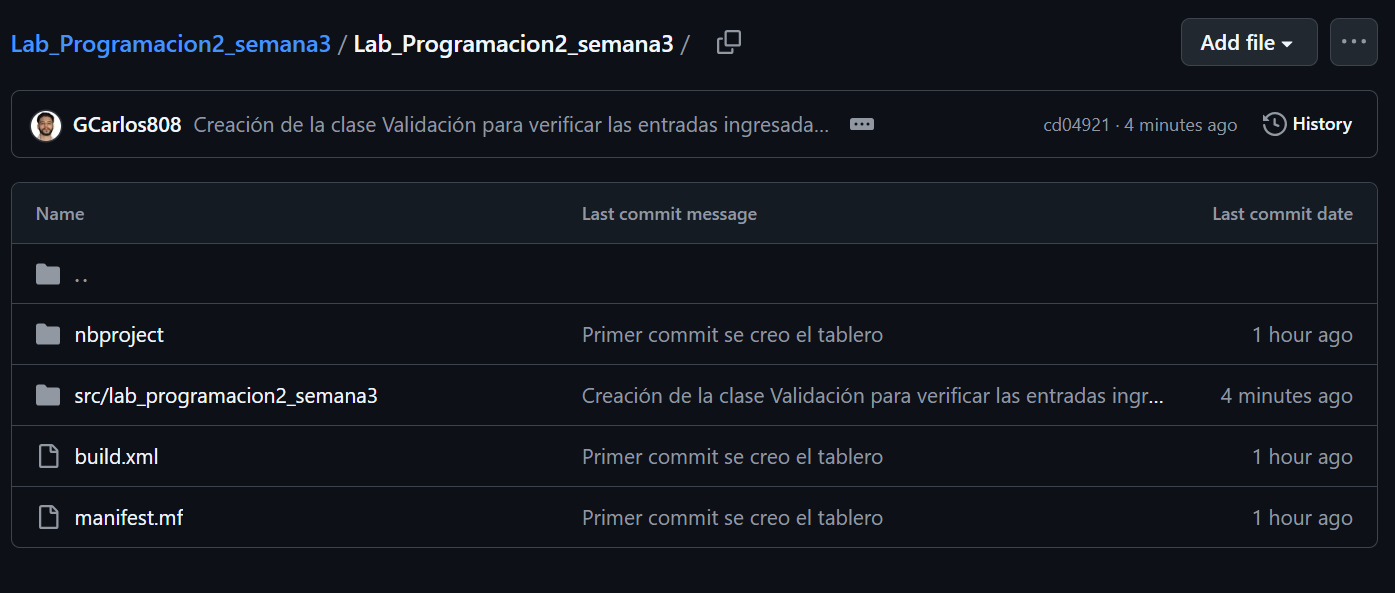 Lab_Programacion2_semana3 / Lab_Programacion2_semana3 /
Add file
GCarlos808 Creación de la clase Validación para verificar las entradas ingresada... cd04921 · 4 minutes ago History
Name Last commit message Last commit date
..
nbproject Primer commit se creo el tablero 1 hour ago
src/lab_programacion2_semana3 Creación de la clase Validación para verificar las entradas ingr... 4 minutes ago
build.xml Primer commit se creo el tablero 1 hour ago
manifest.mf Primer commit se creo el tablero 1 hour ago